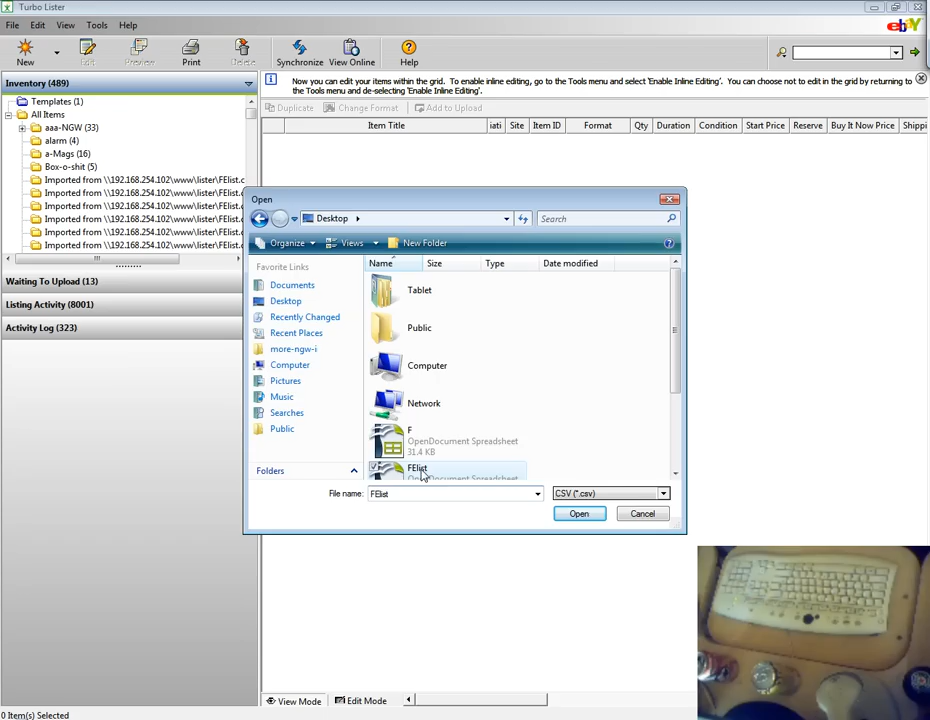 Turbo Lister
File Edit View Tools Help
ebY
New Edit Preview Print Delete Synchronize View Online Help
Inventory (489)
Templates (1)
All Items
aaa-NGW (33)
alarm (4)
a-Mags (16)
Box-o-shit (5)
Imported from \\192.168.254.102\www\lister\FElist.c
Imported from \\192.168.254.102\www\lister\FElist.c
Imported from \\192.168.254.102\www\lister\FElist.c
Imported from \\192.168.254.102\www\lister\FElist.c
Imported from \\192.168.254.102\www\lister\FElist.c
Imported from \\192.168.254.102\www\lister\FElist.c
Waiting To Upload (13)
Listing Activity (8001)
Activity Log (323)
Now you can edit your items within the grid. To enable inline editing, go to the Tools menu and select 'Enable Inline Editing'. You can choose not to edit in the grid by returning to
the Tools menu and de-selecting 'Enable Inline Editing'.
Duplicate Change Format Add to Upload
Item Title iati Site Item ID Format Qty Duration Condition Start Price Reserve Buy It Now Price Shippi
Open
Desktop Search
Organize Views New Folder
Favorite Links
Documents
Desktop
Recently Changed
Recent Places
more-ngw-i
Computer
Pictures
Music
Searches
Public
Folders
Name Size Type Date modified
Tablet
Public
Computer
Network
F
OpenDocument Spreadsheet
31.4 KB
FElist
OpenDocument Spreadsheet
File name: FElist CSV (*.csv)
Open Cancel
View Mode Edit Mode
0 Item(s) Selected